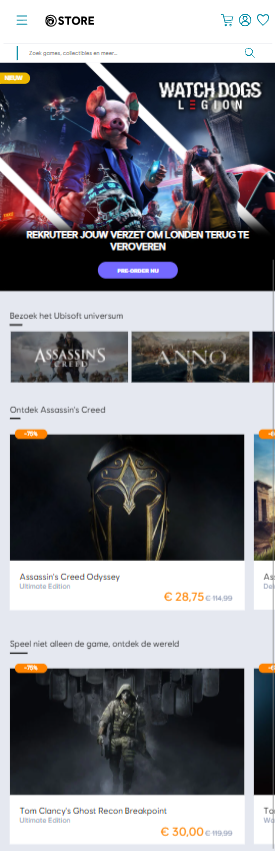 STORE
Zoek games, collectibles en meer...
NIEUW
WATCH DOGS
LEGION
REKRUTEER JOUW VERZET OM LONDEN TERUG TE
VEROVEREN
PRE-ORDER NU
Bezoek het Ubisoft universum
ASSASSIN'S
CREED
ANNO
Ontdek Assassin's Creed
-75%
Assassin's Creed Odyssey
Ultimate Edition
€ 28,75 € 114,99
Speel niet alleen de game, ontdek de wereld
-75%
Tom Clancy's Ghost Recon Breakpoint
Ultimate Edition
€ 30,00 € 119,99